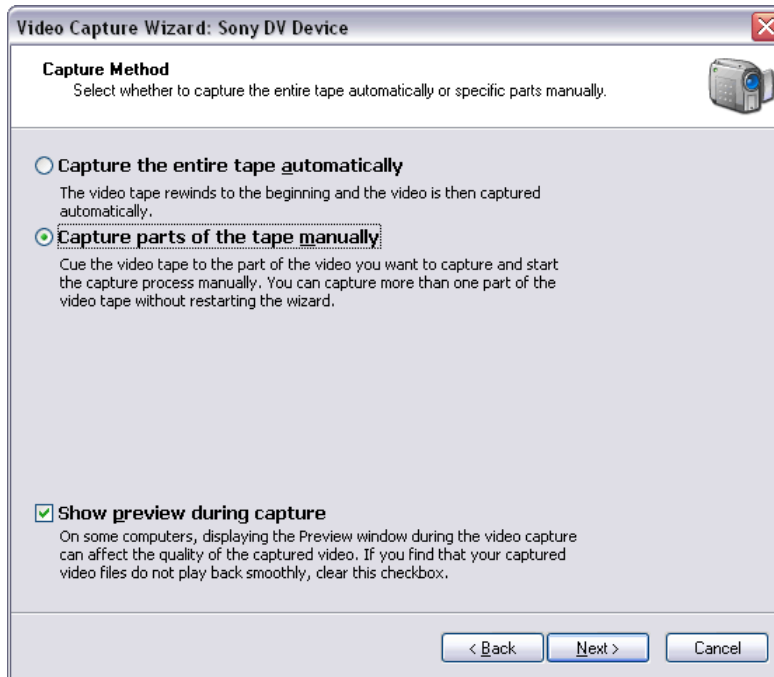 Video Capture Wizard: Sony DV Device
Capture Method
Select whether to capture the entire tape automatically or specific parts manually.
Capture the entire tape automatically
The video tape rewinds to the beginning and the video is then captured
automatically.
Capture parts of the tape manually
Cue the video tape to the part of the video you want to capture and start
the capture process manually. You can capture more than one part of the
video tape without restarting the wizard.
Show preview during capture
On some computers, displaying the Preview window during the video capture
can affect the quality of the captured video. If you find that your captured
video files do not play back smoothly, clear this checkbox.
< Back Next > Cancel